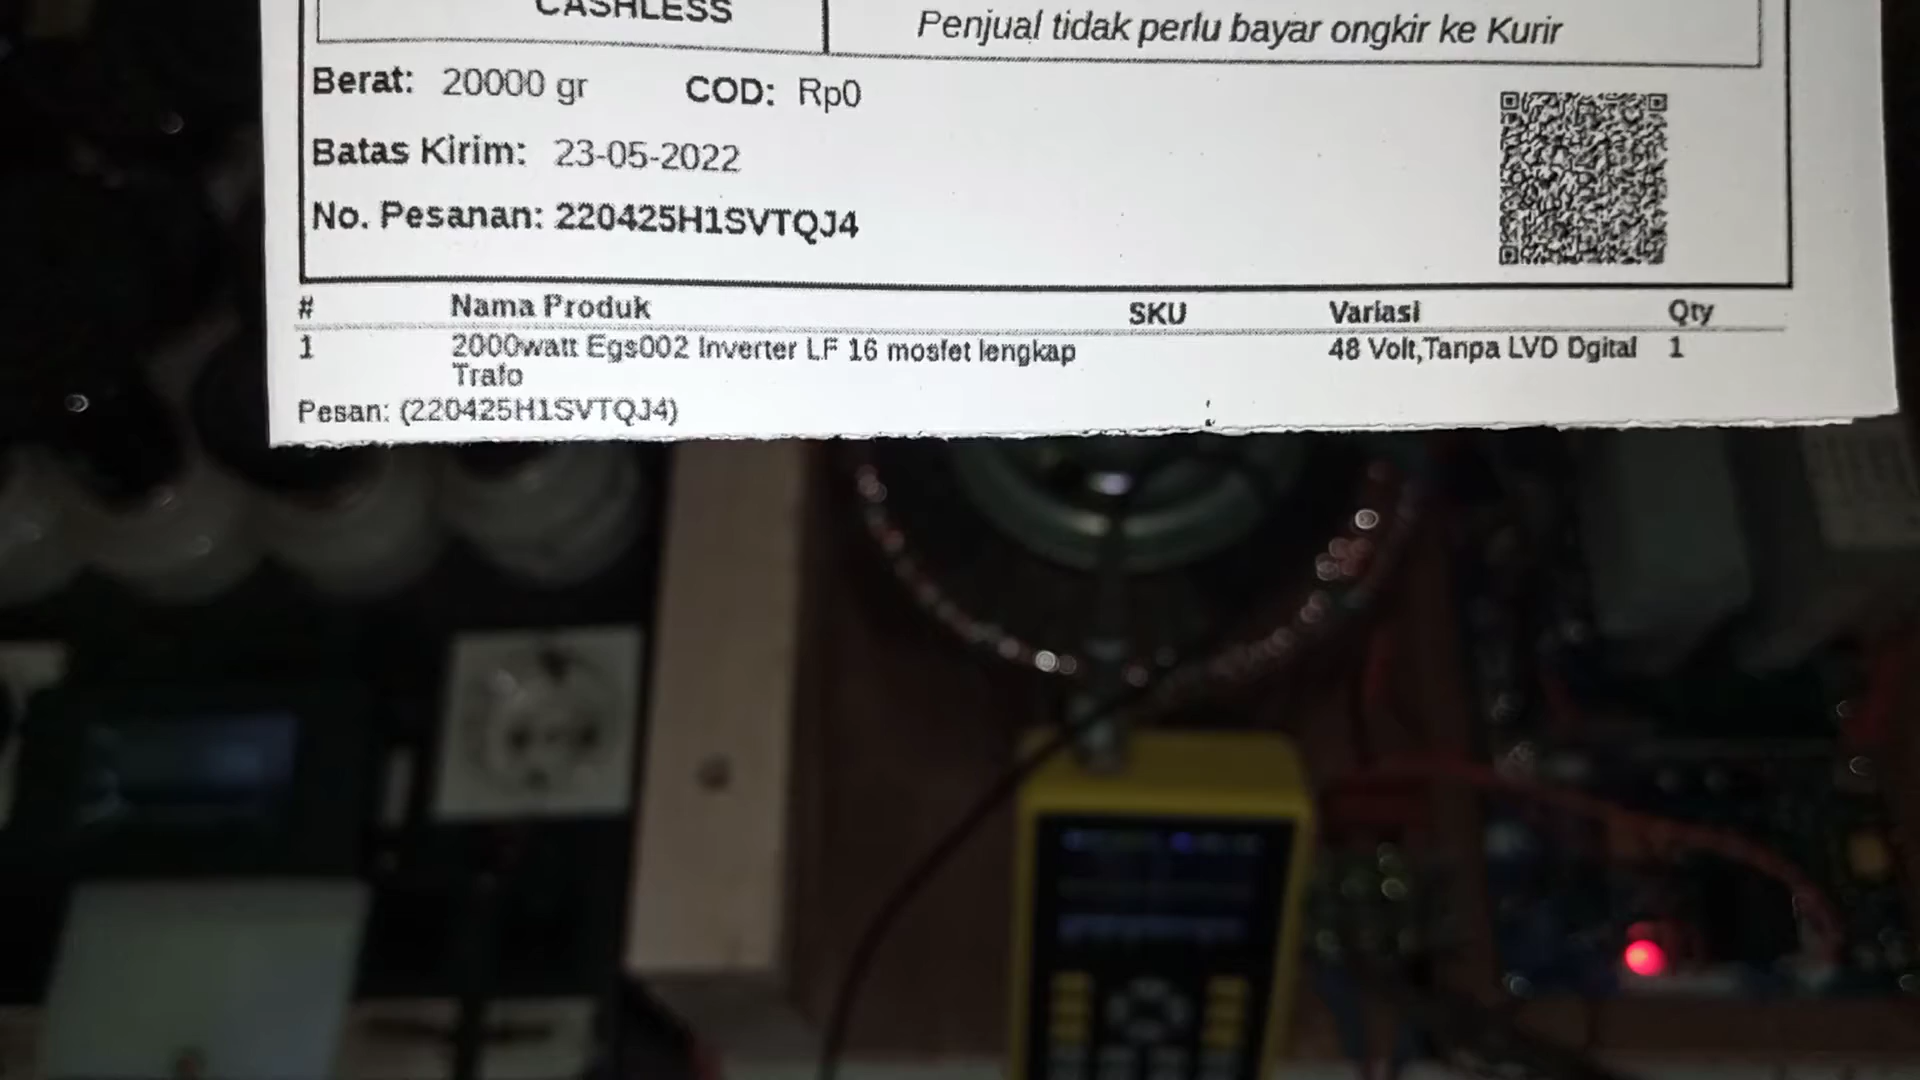 CASHLESS
Penjual tidak perlu bayar ongkir ke Kurir
Berat: 20000 gr COD: Rp0
Batas Kirim: 23-05-2022
No. Pesanan: 220425H1SVTQJ4
# Nama Produk SKU Variasi Qty
1 2000watt Egs002 Inverter LF 16 mosfet lengkap 48 Volt,Tanpa LVD Dgital 1
Trafo
Pesan: (220425H1SVTQJ4)